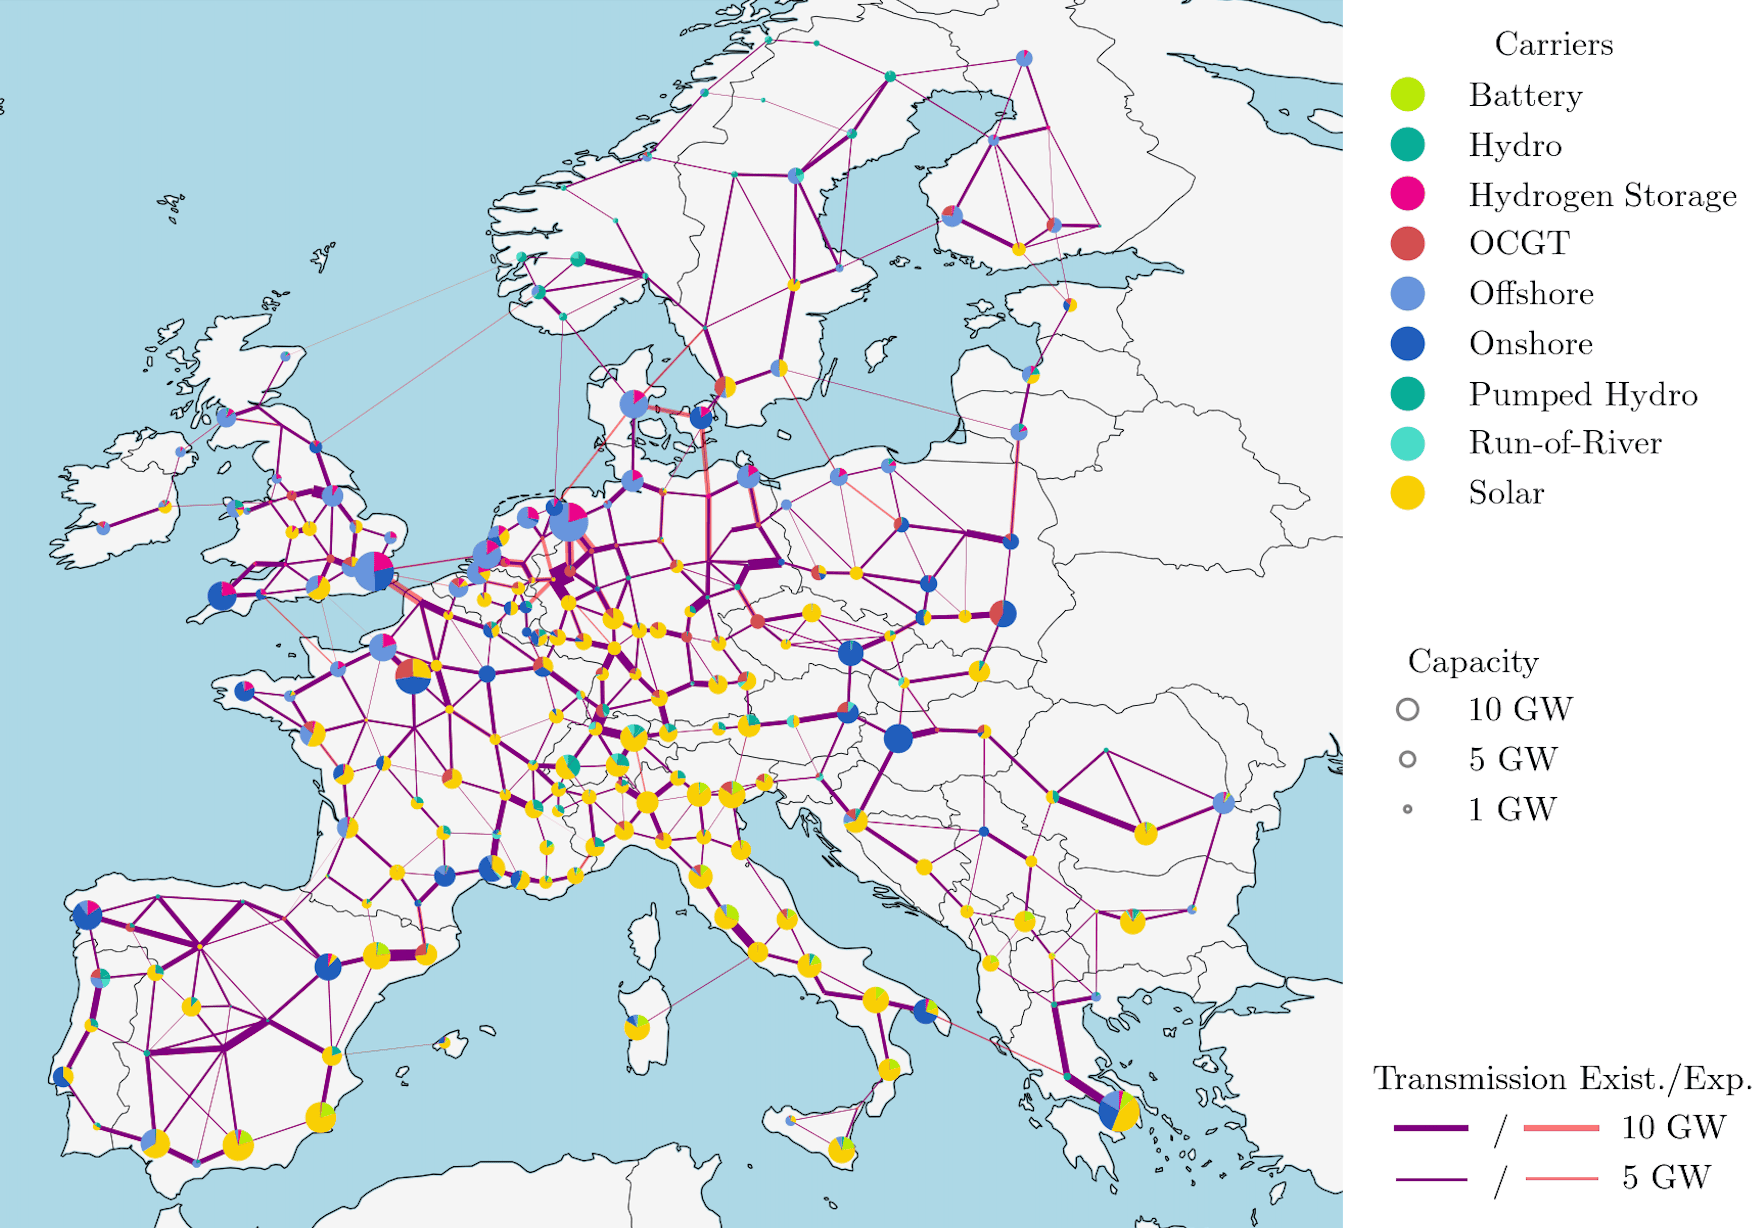 Carriers
Battery
Hydro
Hydrogen Storage
OCGT
Offshore
Onshore
Pumped Hydro
Run-of-River
Solar
Capacity
10 GW
5 GW
1 GW
Transmission Exist./Exp.
/ 10 GW
/ 5 GW